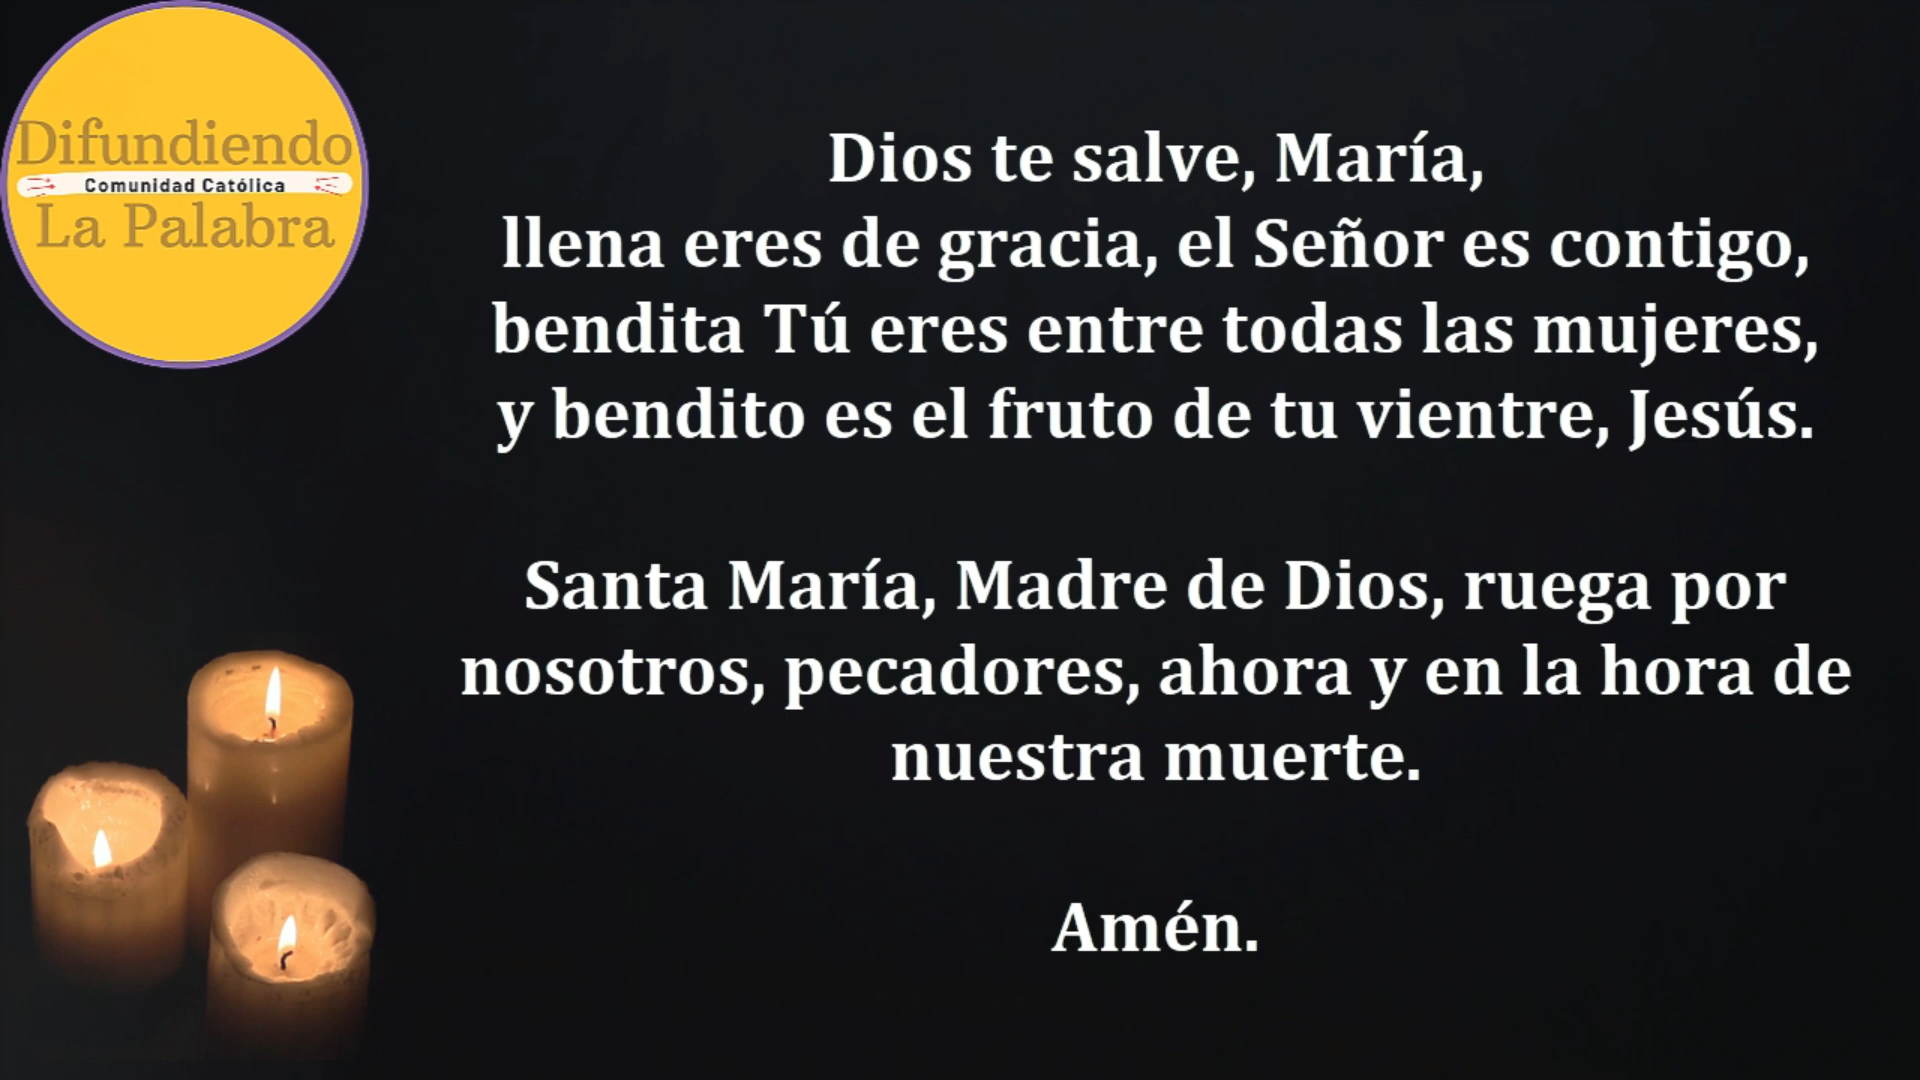 Difundiendo
Comunidad Católica
La Palabra
Dios te salve, María,
llena eres de gracia, el Señor es contigo,
bendita Tú eres entre todas las mujeres,
y bendito es el fruto de tu vientre, Jesús.
Santa María, Madre de Dios, ruega por
nosotros, pecadores, ahora y en la hora de
nuestra muerte.
Amén.